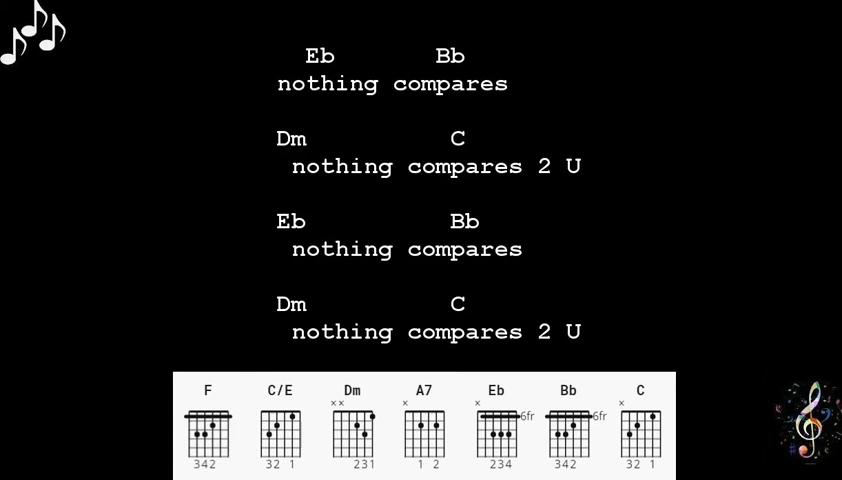 Eb Bb
nothing compares
Dm C
nothing compares 2 U
Eb Bb
nothing compares
Dm C
nothing compares 2 U
F C/E Dm A7 Eb Bb C
×× × × ×
6fr 6fr
342 32 1 231 1 2 234 342 32 1